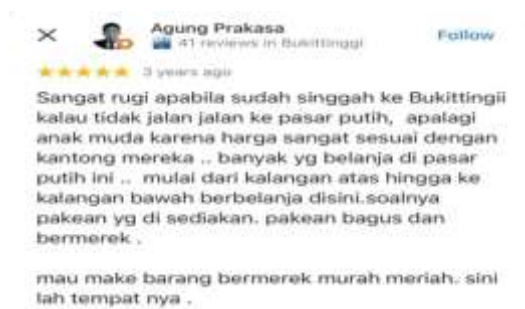 Agung Prakasa
41 reviews in Bukittinggi
Follow
3 years ago
Sangat rugi apabila sudah singgah ke Bukittingii
kalau tidak jalan jalan ke pasar putih, apalagi
anak muda karena harga sangat sesuai dengan
kantong mereka .. banyak yg belanja di pasar
putih ini .. mulai dari kalangan atas hingga ke
kalangan bawah berbelanja disini.soalnya
pakean yg di sediakan. pakean bagus dan
bermerek .
mau make barang bermerek murah meriah. sini
lah tempat nya .